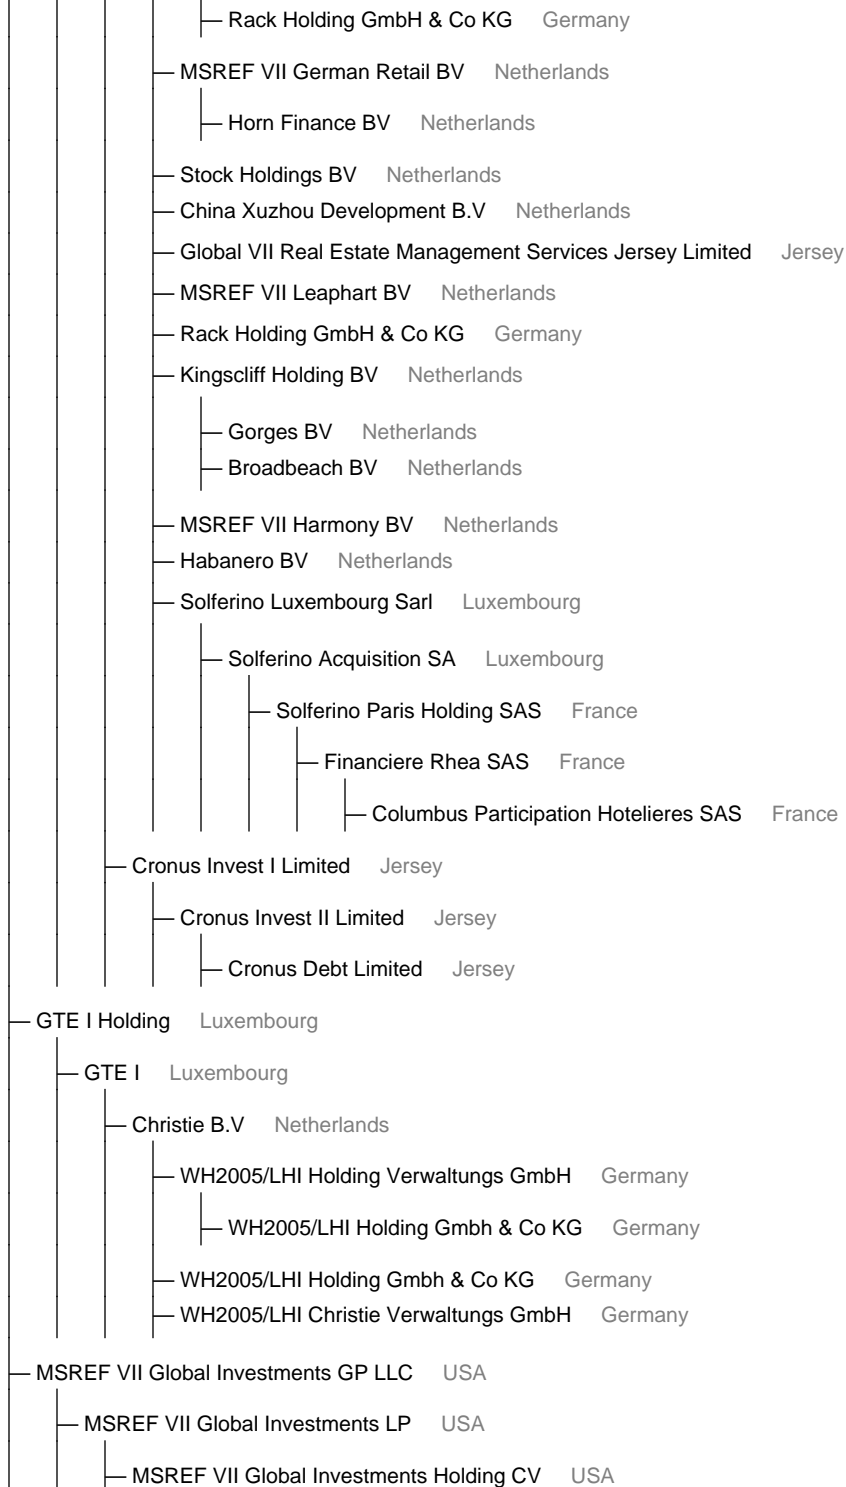 Rack Holding GmbH & Co KG Germany
MSREF VII German Retail BV Netherlands
Horn Finance BV Netherlands
Stock Holdings BV Netherlands
China Xuzhou Development B.V Netherlands
Global VII Real Estate Management Services Jersey Limited Jersey
MSREF VII Leaphart BV Netherlands
Rack Holding GmbH & Co KG Germany
Kingscliff Holding BV Netherlands
Gorges BV Netherlands
Broadbeach BV Netherlands
MSREF VII Harmony BV Netherlands
Habanero BV Netherlands
Solferino Luxembourg Sarl Luxembourg
Solferino Acquisition SA Luxembourg
Solferino Paris Holding SAS France
Financiere Rhea SAS France
Columbus Participation Hotelieres SAS France
Cronus Invest I Limited Jersey
Cronus Invest II Limited Jersey
Cronus Debt Limited Jersey
GTE I Holding Luxembourg
GTE I Luxembourg
Christie B.V Netherlands
WH2005/LHI Holding Verwaltungs GmbH Germany
WH2005/LHI Holding Gmbh & Co KG Germany
WH2005/LHI Holding Gmbh & Co KG Germany
WH2005/LHI Christie Verwaltungs GmbH Germany
MSREF VII Global Investments GP LLC USA
MSREF VII Global Investments LP USA
MSREF VII Global Investments Holding CV USA